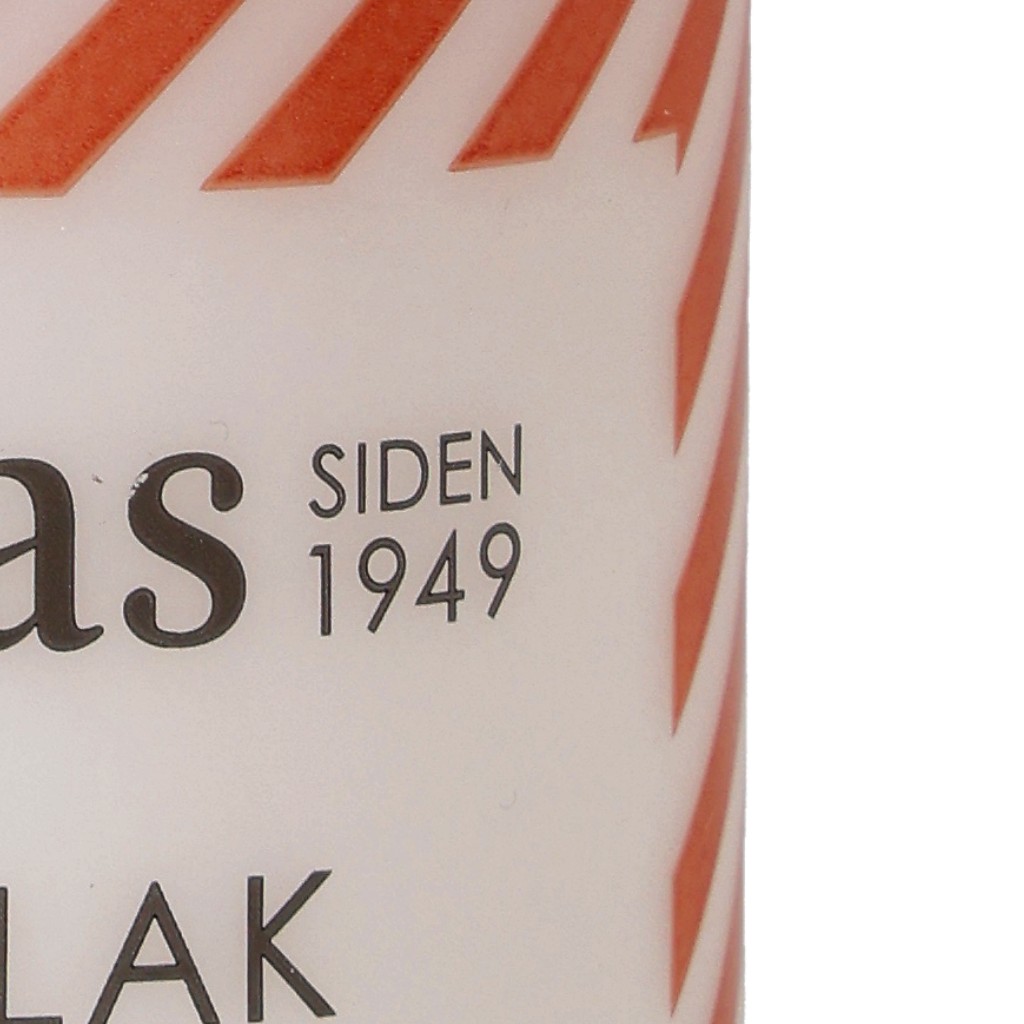 as SIDEN
1949
LAK